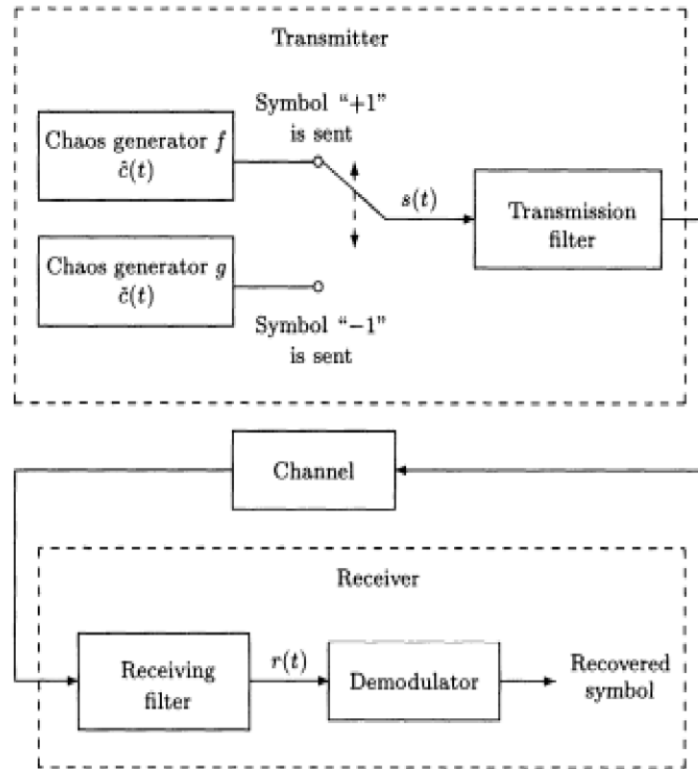 Transmitter
Symbol “+1”
is sent
Chaos generator f
ĉ(t)
s(t)
Transmission
filter
Chaos generator g
č(t)
Symbol “−1”
is sent
Channel
Receiver
Receiving
filter
r(t)
Demodulator
Recovered
symbol